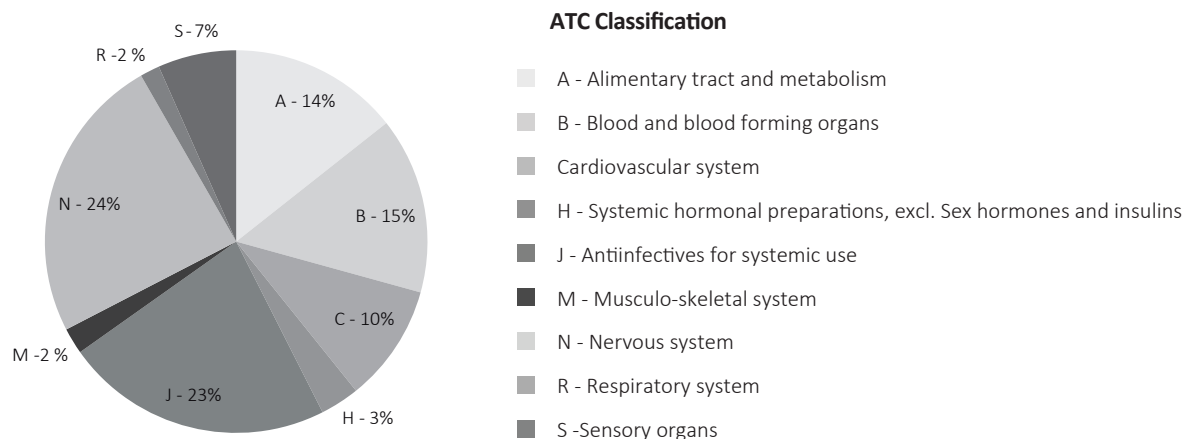 S - 7%
R -2 %
A - 14%
N - 24%
B - 15%
C - 10%
M -2 %
J - 23%
H - 3%
ATC Classification
A - Alimentary tract and metabolism
B - Blood and blood forming organs
Cardiovascular system
H - Systemic hormonal preparations, excl. Sex hormones and insulins
J - Antiinfectives for systemic use
M - Musculo-skeletal system
N - Nervous system
R - Respiratory system
S -Sensory organs